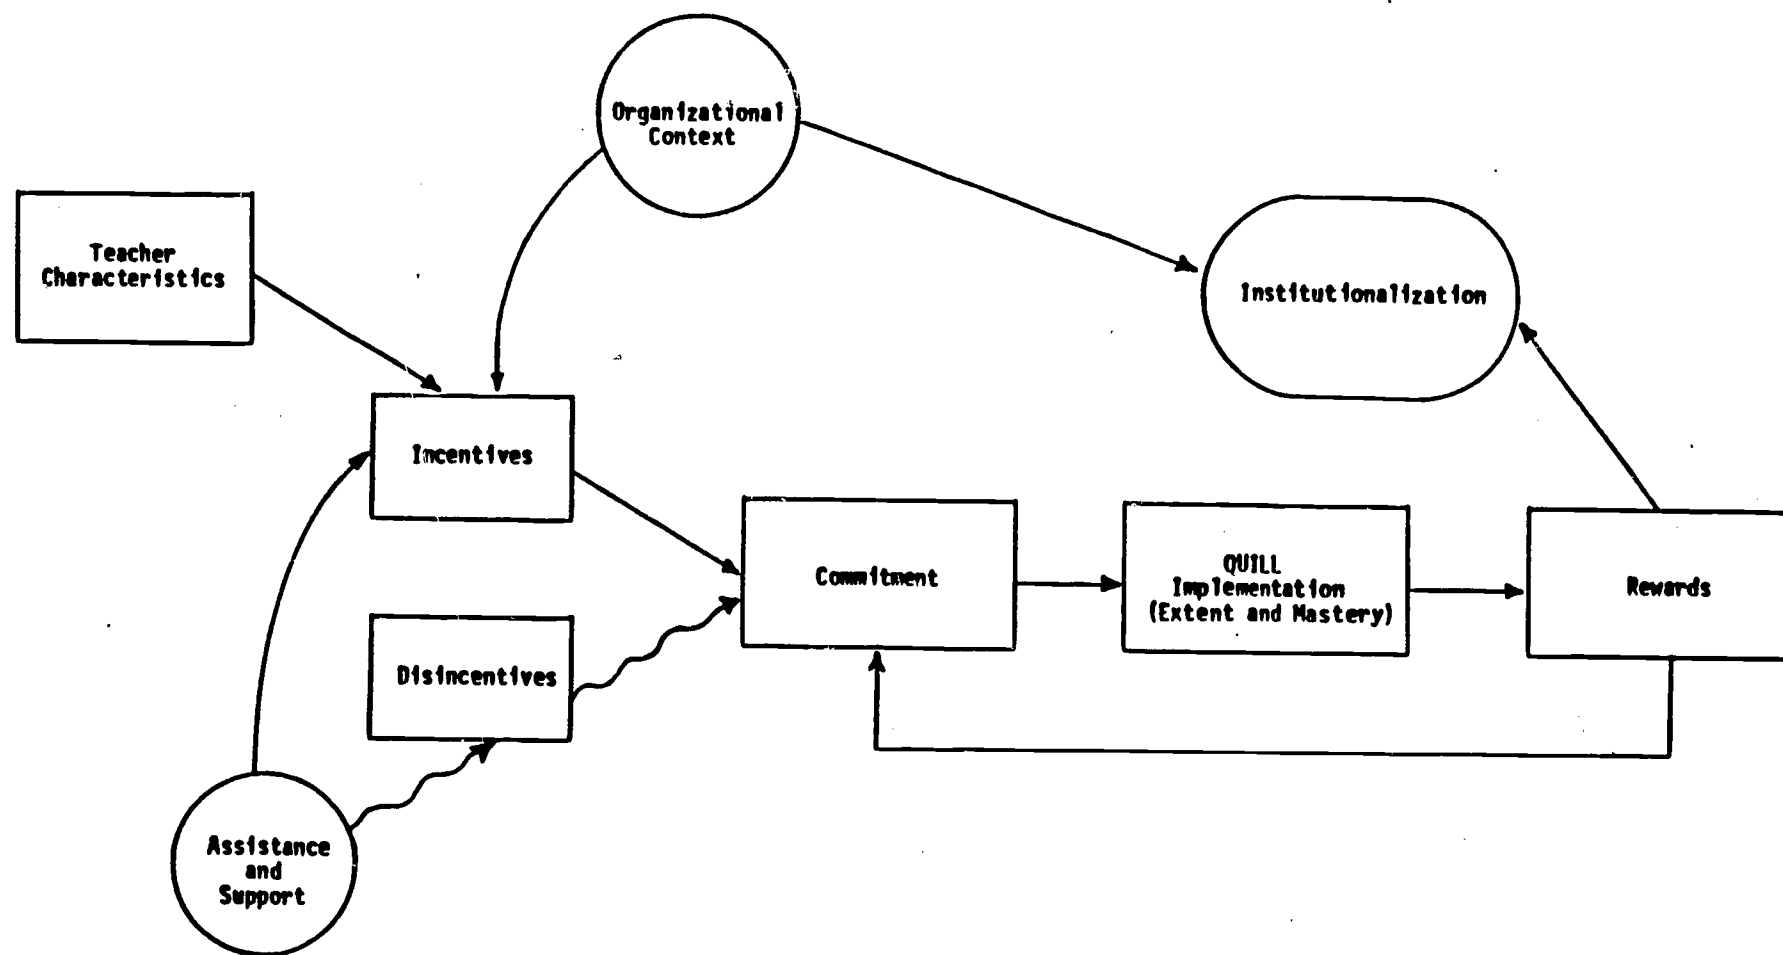 Organizational
Context
Teacher
Characteristics
Institutionalization
Incentives
Commitment
QUILL
Implementation
(Extent and Mastery)
Rewards
Disincentives
Assistance
and
Support